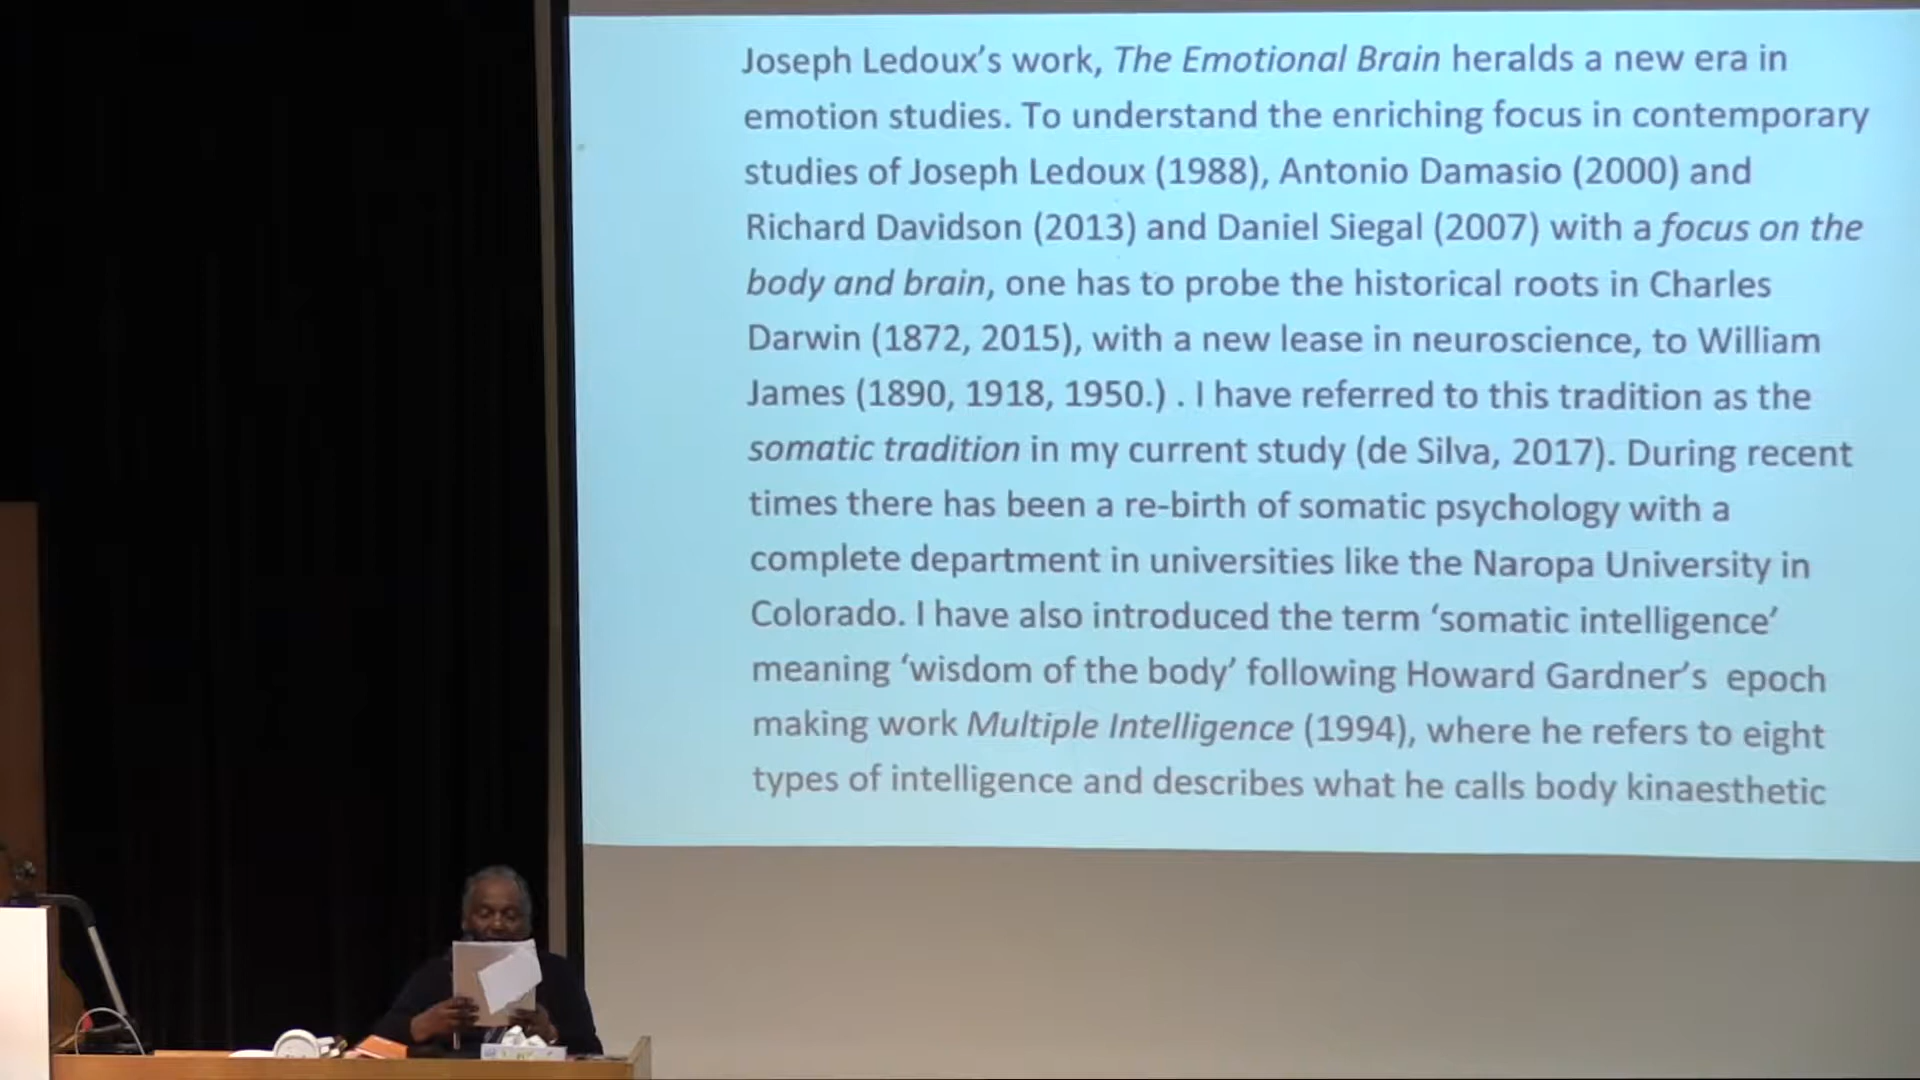 Joseph Ledoux’s work, The Emotional Brain heralds a new era in
emotion studies. To understand the enriching focus in contemporary
studies of Joseph Ledoux (1988), Antonio Damasio (2000) and
Richard Davidson (2013) and Daniel Siegal (2007) with a focus on the
body and brain, one has to probe the historical roots in Charles
Darwin (1872, 2015), with a new lease in neuroscience, to William
James (1890, 1918, 1950.) . I have referred to this tradition as the
somatic tradition in my current study (de Silva, 2017). During recent
times there has been a re-birth of somatic psychology with a
complete department in universities like the Naropa University in
Colorado. I have also introduced the term ‘somatic intelligence’
meaning ‘wisdom of the body’ following Howard Gardner’s epoch
making work Multiple Intelligence (1994), where he refers to eight
types of intelligence and describes what he calls body kinaesthetic